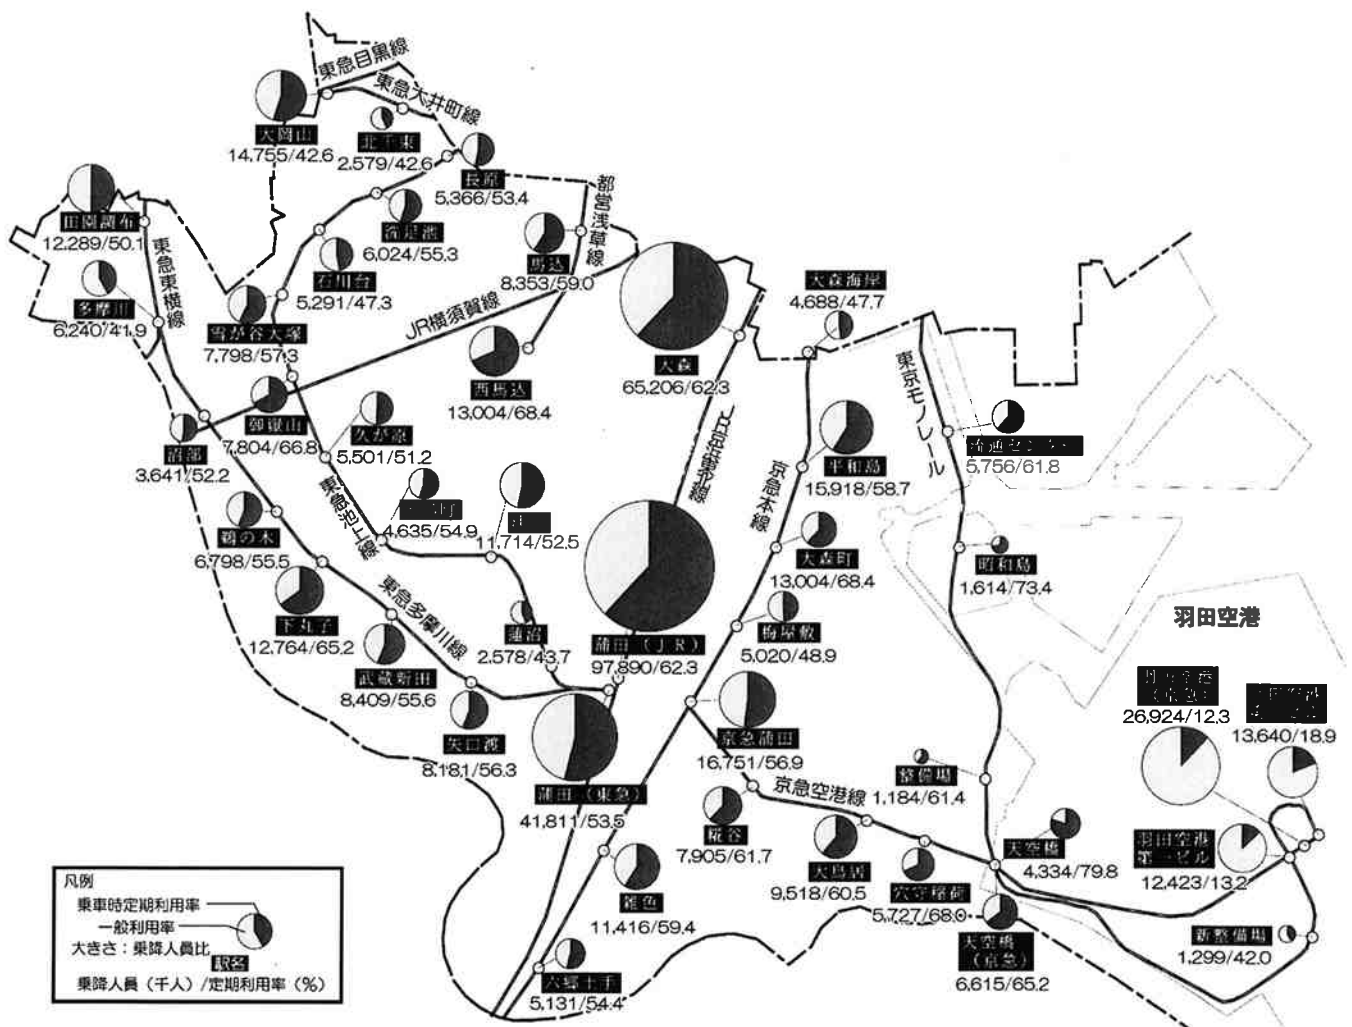 東急目黒線
東急大井町線
大岡山
14,755/42.6
北千束
2,579/42.6
長原
5,366/53.4
田園調布
12,289/50.1
洗足池
6,024/55.3
都営浅草線
馬込
8,353/59.0
石川台
5,291/47.3
東急東横線
多摩川
6,240/41.9
雪が谷大塚
7,798/57.3
JR横須賀線
西馬込
13,004/68.4
大森
65,206/62.3
大森海岸
4,688/47.7
東京モノレール
御嶽山
7,804/66.8
久が原
5,501/51.2
沼部
3,641/52.2
平和島
15,918/58.7
流通センター
5,756/61.8
京急本線
東急池上線
4,635/54.9
11,714/52.5
鵜の木
6,798/55.5
大森町
13,004/68.4
昭和島
1,614/73.4
下丸子
12,764/65.2
東急多摩川線
蓮沼
2,578/43.7
蒲田(JR)
97,890/62.3
梅屋敷
5,020/48.9
羽田空港
武蔵新田
8,409/55.6
矢口渡
8,181/56.3
京急蒲田
16,751/56.9
羽田空港
(京急)
26,924/12.3
13,640/18.9
蒲田(東急)
41,811/53.5
京急空港線
整備場
1,184/61.4
糀谷
7,905/61.7
大鳥居
9,518/60.5
穴守稲荷
5,727/68.0
天空橋
4,334/79.8
羽田空港
第一ビル
12,423/13.2
雑色
11,416/59.4
天空橋
(京急)
6,615/65.2
新整備場
1,299/42.0
六郷土手
5,131/54.4
凡例
乗車時定期利用率
一般利用率
大きさ：乗降人員比
駅名
乗降人員(千人)/定期利用率(%)